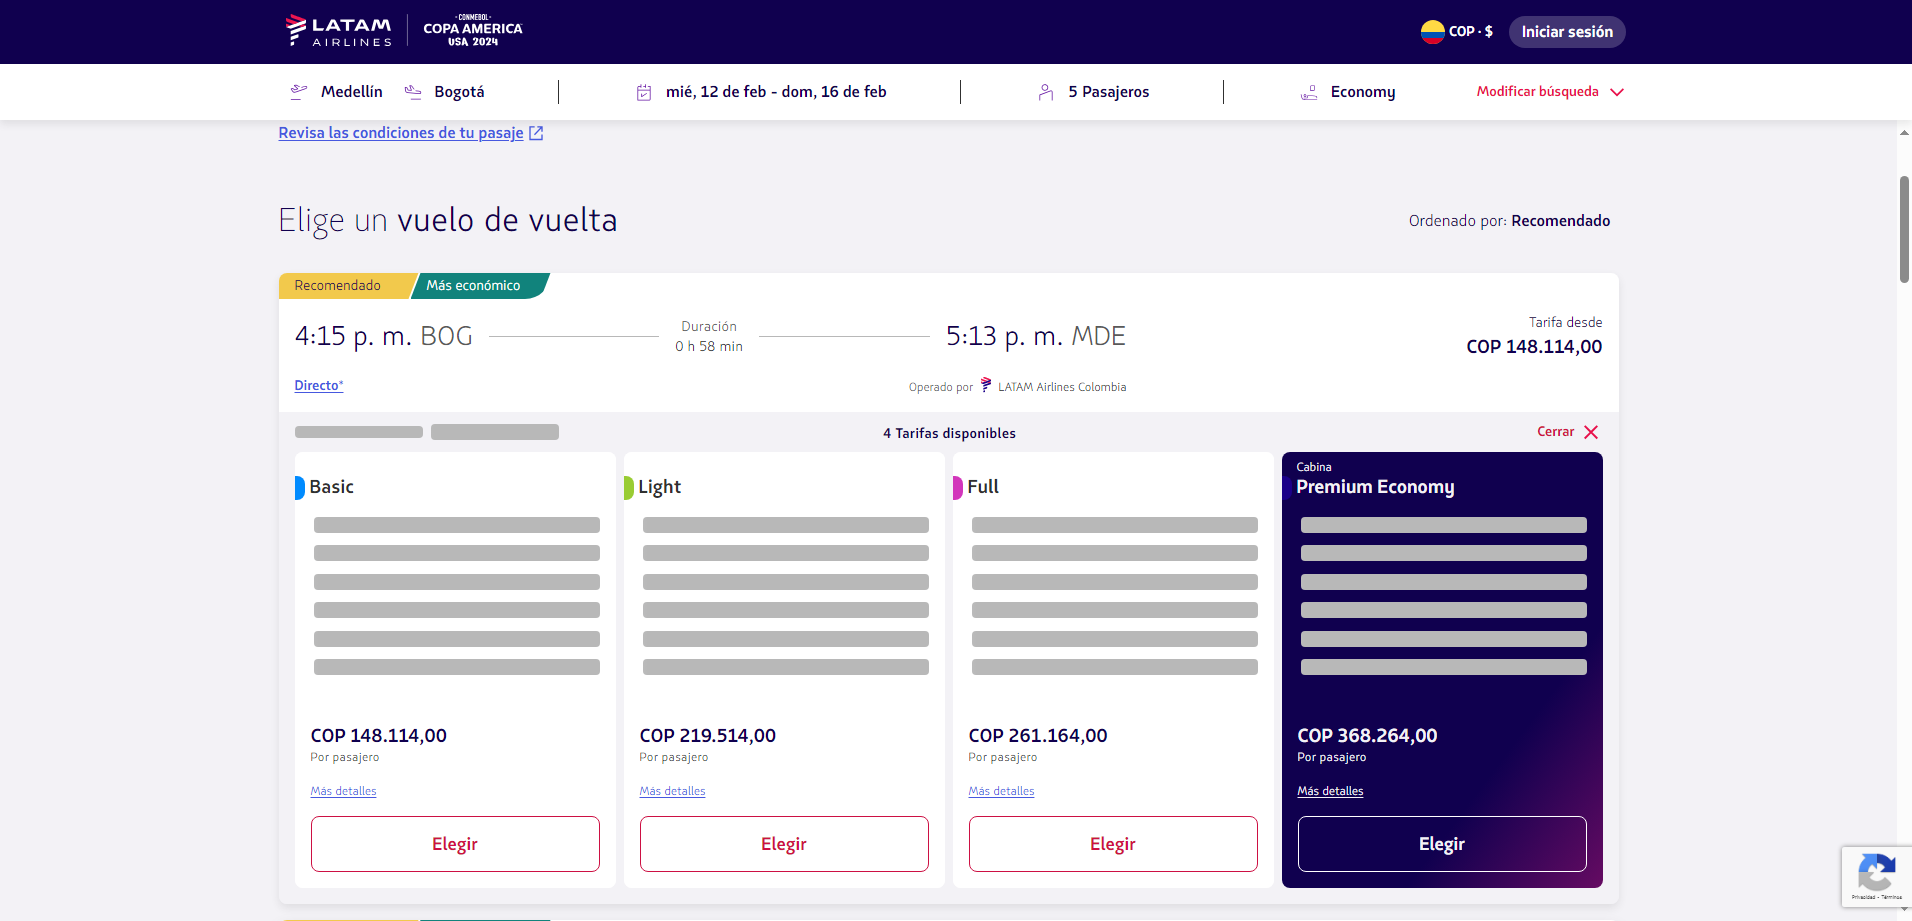 LATAM
AIRLINES
CONMEBOL
COPA AMERICA
USA 2024
COP · $
Iniciar sesión
Medellín
Bogotá
mié, 12 de feb - dom, 16 de feb
5 Pasajeros
Economy
Modificar búsqueda
Revisa las condiciones de tu pasaje
Elige un vuelo de vuelta
Ordenado por: Recomendado
Recomendado
Más económico
4:15 p. m. BOG
Duración
0 h 58 min
5:13 p. m. MDE
Tarifa desde
COP 148.114,00
Directo*
Operado por LATAM Airlines Colombia
4 Tarifas disponibles
Cerrar
Basic
COP 148.114,00
Por pasajero
Más detalles
Elegir
Light
COP 219.514,00
Por pasajero
Más detalles
Elegir
Full
COP 261.164,00
Por pasajero
Más detalles
Elegir
Cabina
Premium Economy
COP 368.264,00
Por pasajero
Más detalles
Elegir
Privacidad - Términos